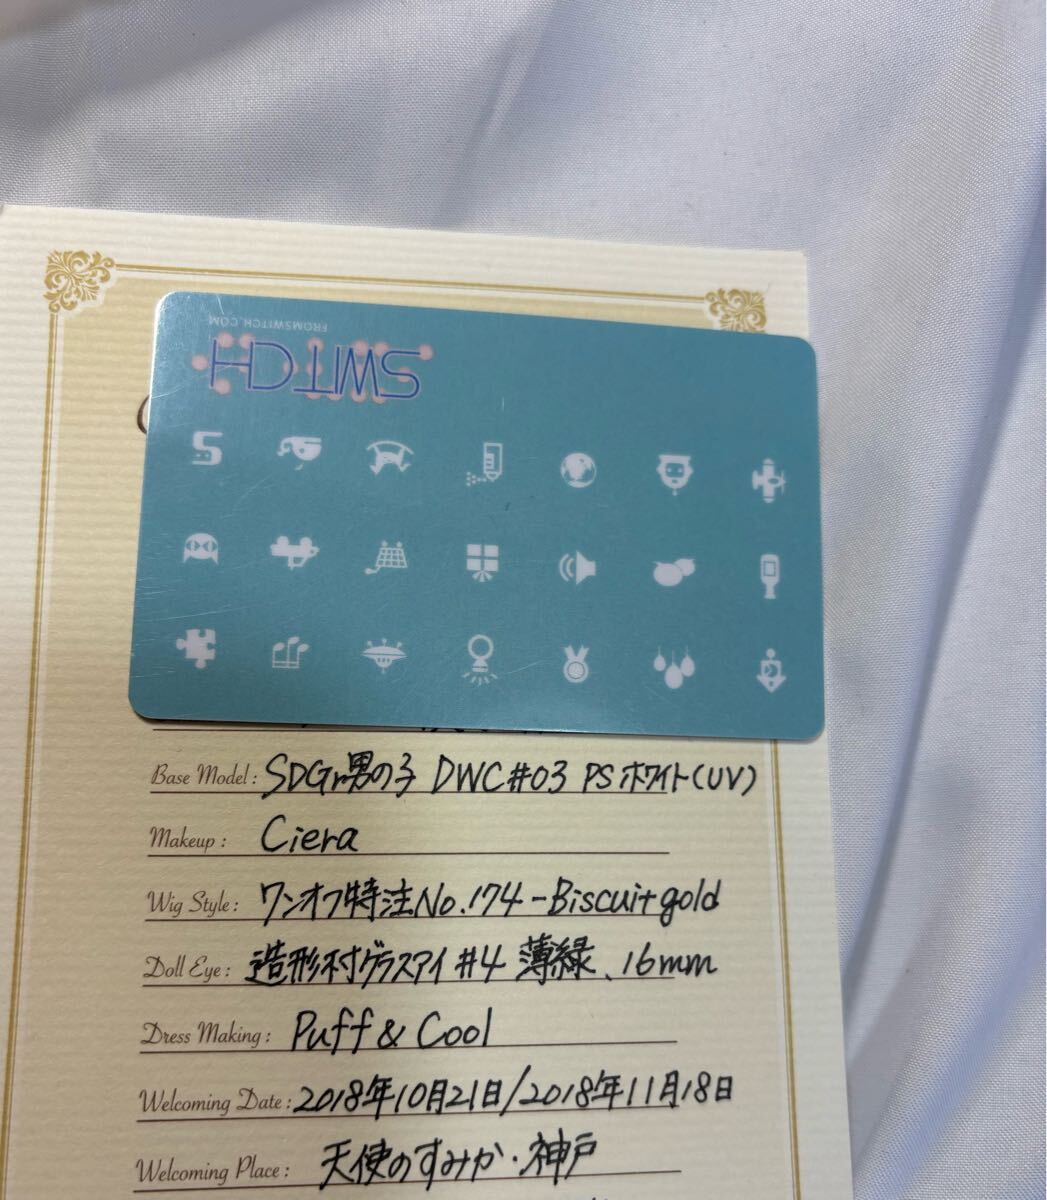 FROMSWITCH.COM
SWITCH
Base Model: SDGr男の子 DWC#03 PSホワイト(UV)
Makeup: Ciera
Wig Style: ワンオフ特注No.174-Biscuit gold
Doll Eye: 造形村グラスアイ#4 薄緑、16mm
Dress Making: Puff & Cool
Welcoming Date: 2018年10月21日/2018年11月18日
Welcoming Place: 天使のすみか・神戸